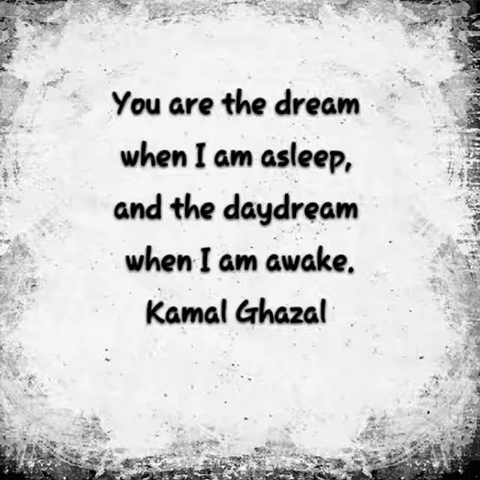 You are the dream
when I am asleep,
and the daydream
when I am awake.
Kamal Ghazal